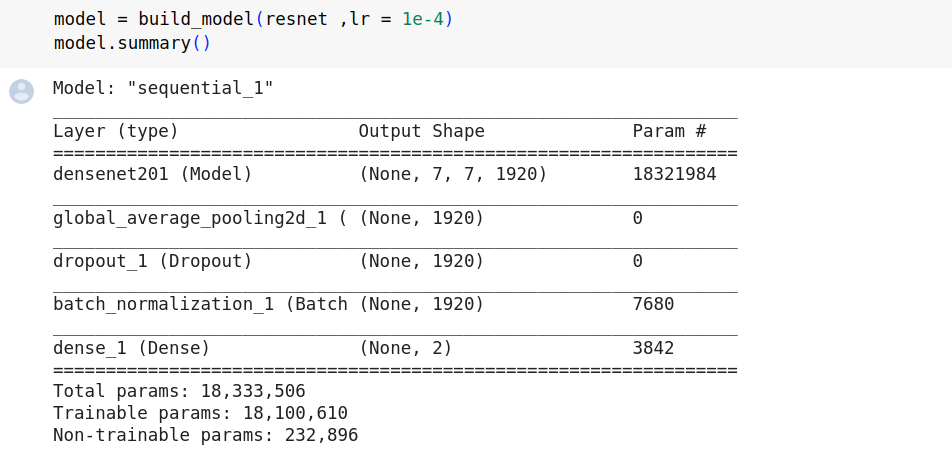 model = build_model(resnet ,lr = 1e-4)
model.summary()
Model: "sequential_1"
_________________________________________________________________
Layer (type)                 Output Shape              Param #
=================================================================
densenet201 (Model)          (None, 7, 7, 1920)        18321984
_________________________________________________________________
global_average_pooling2d_1 ( (None, 1920)              0
_________________________________________________________________
dropout_1 (Dropout)          (None, 1920)              0
_________________________________________________________________
batch_normalization_1 (Batch (None, 1920)              7680
_________________________________________________________________
dense_1 (Dense)              (None, 2)                 3842
=================================================================
Total params: 18,333,506
Trainable params: 18,100,610
Non-trainable params: 232,896